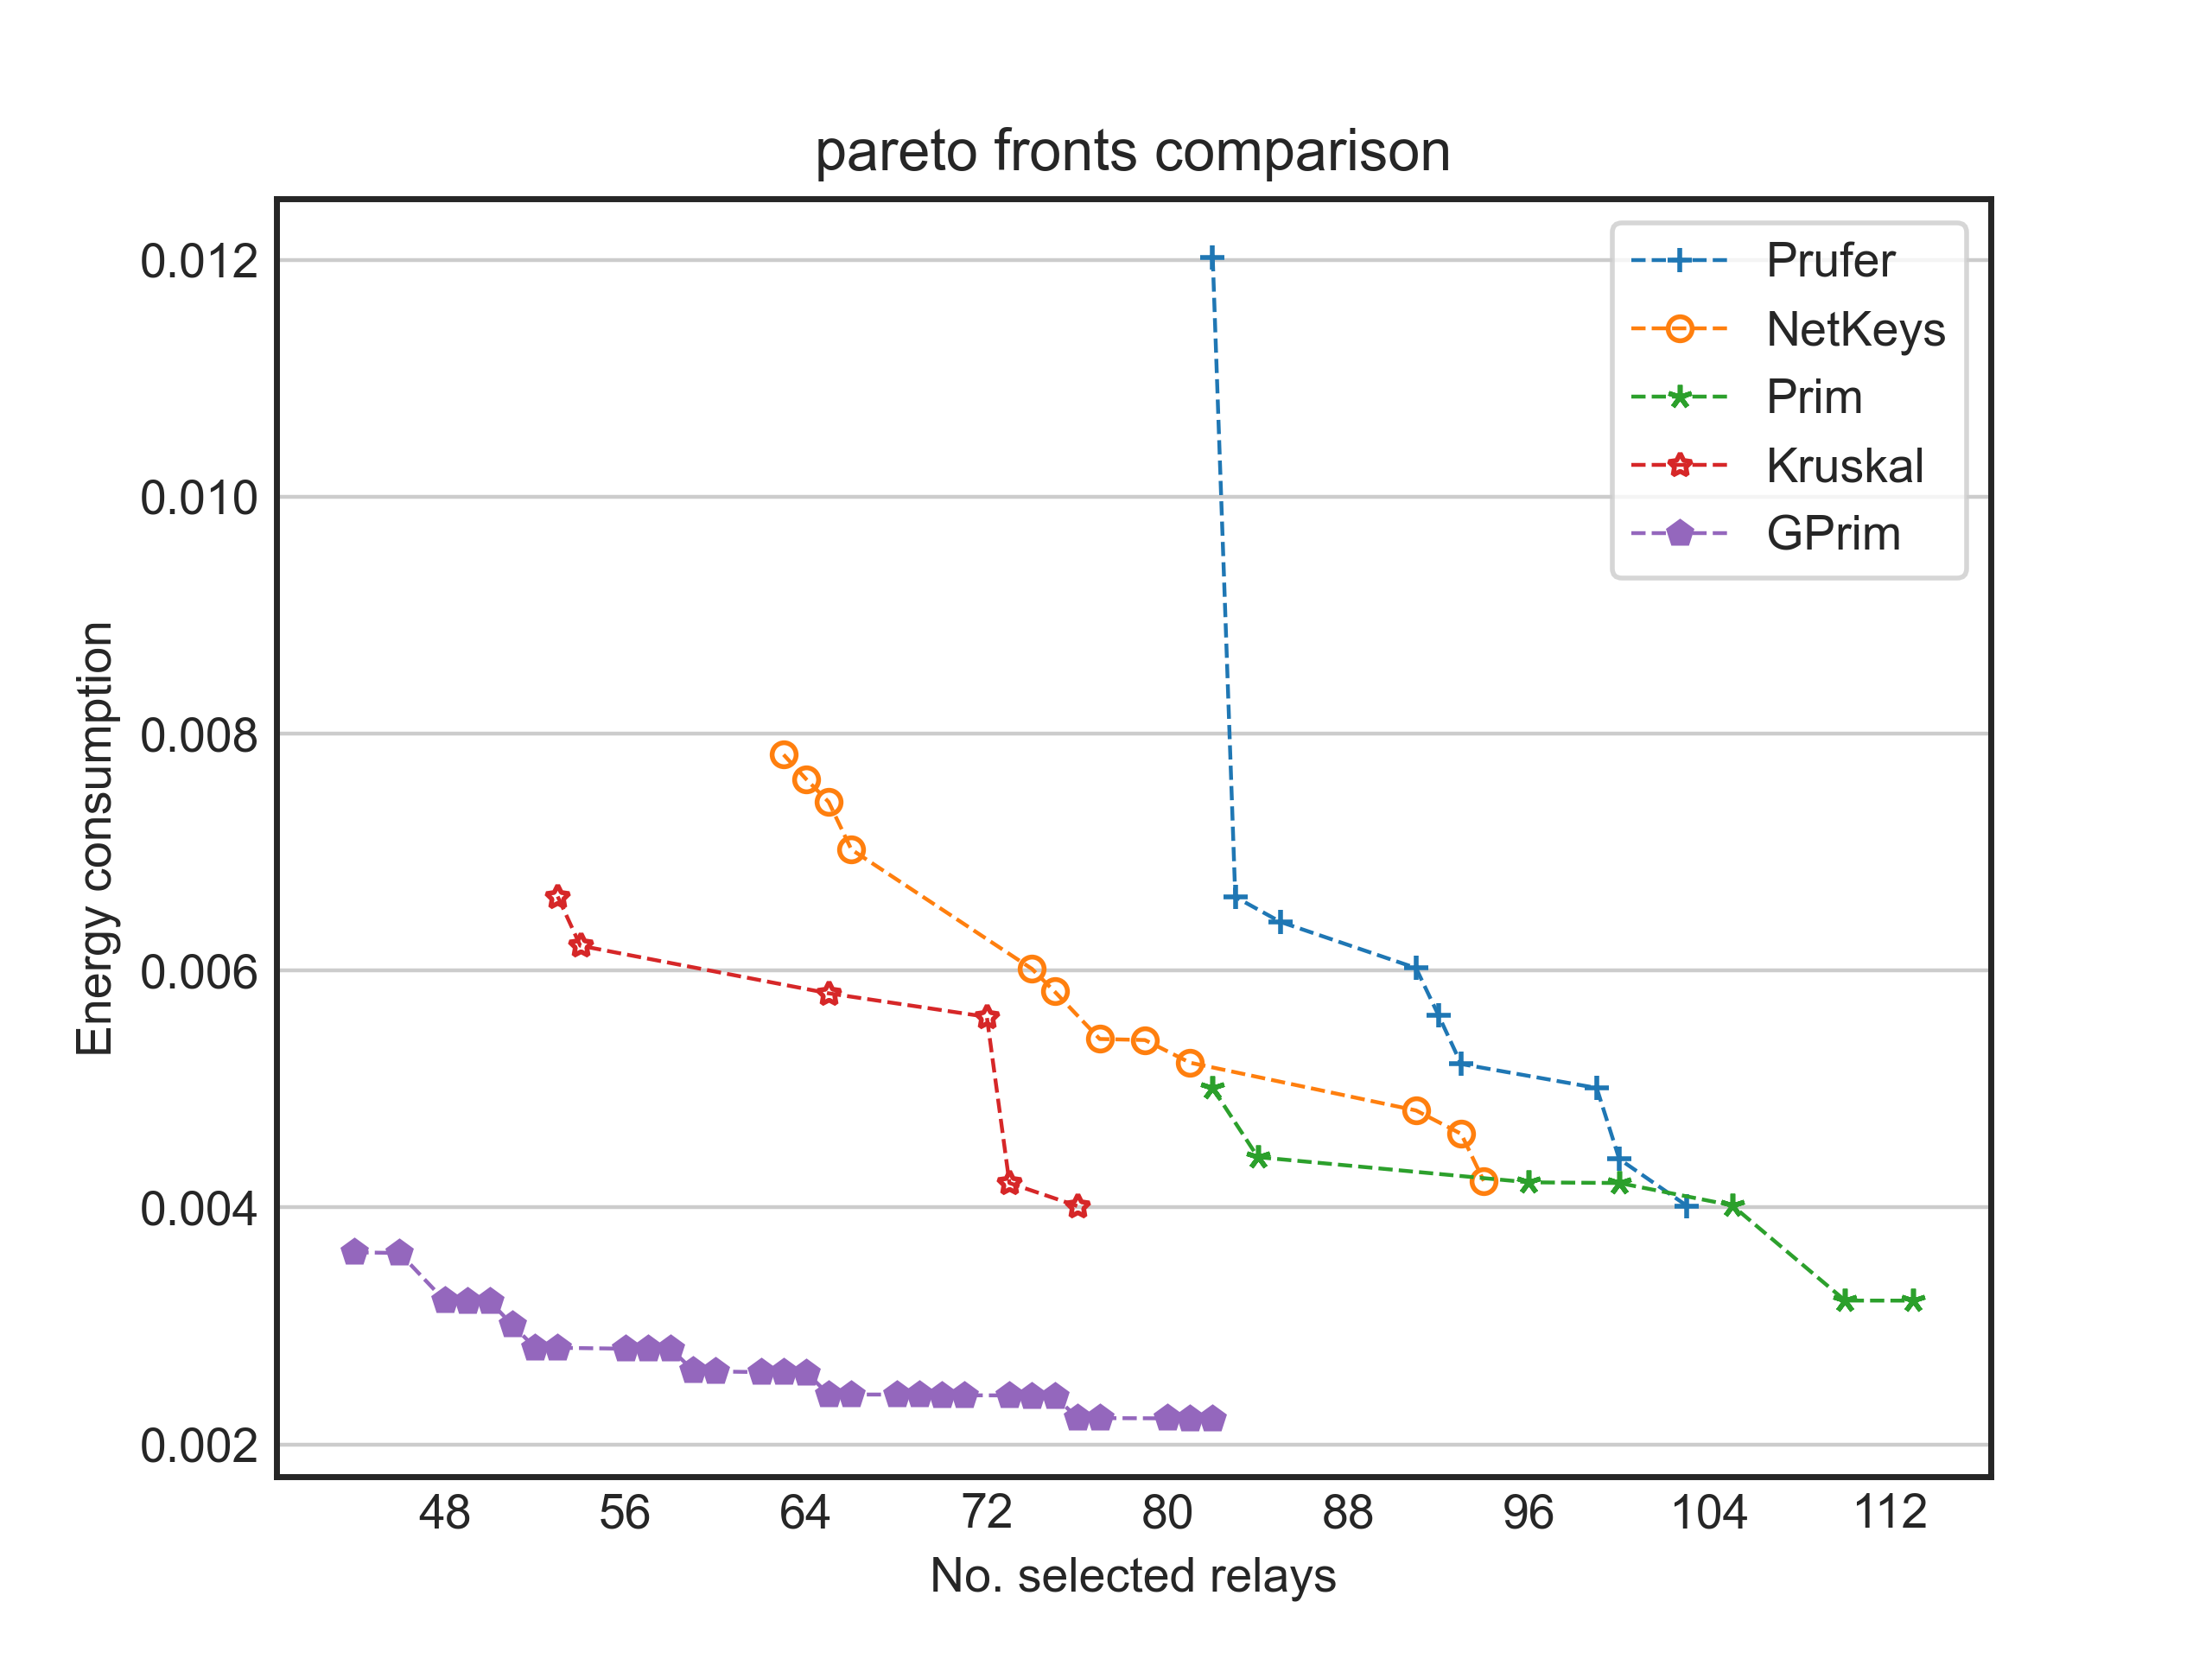 pareto fronts comparison
0.012
0.010
0.008
0.006
0.004
0.002
Energy consumption
48 56 64 72 80 88 96 104 112
No. selected relays
Prufer
NetKeys
Prim
Kruskal
GPrim